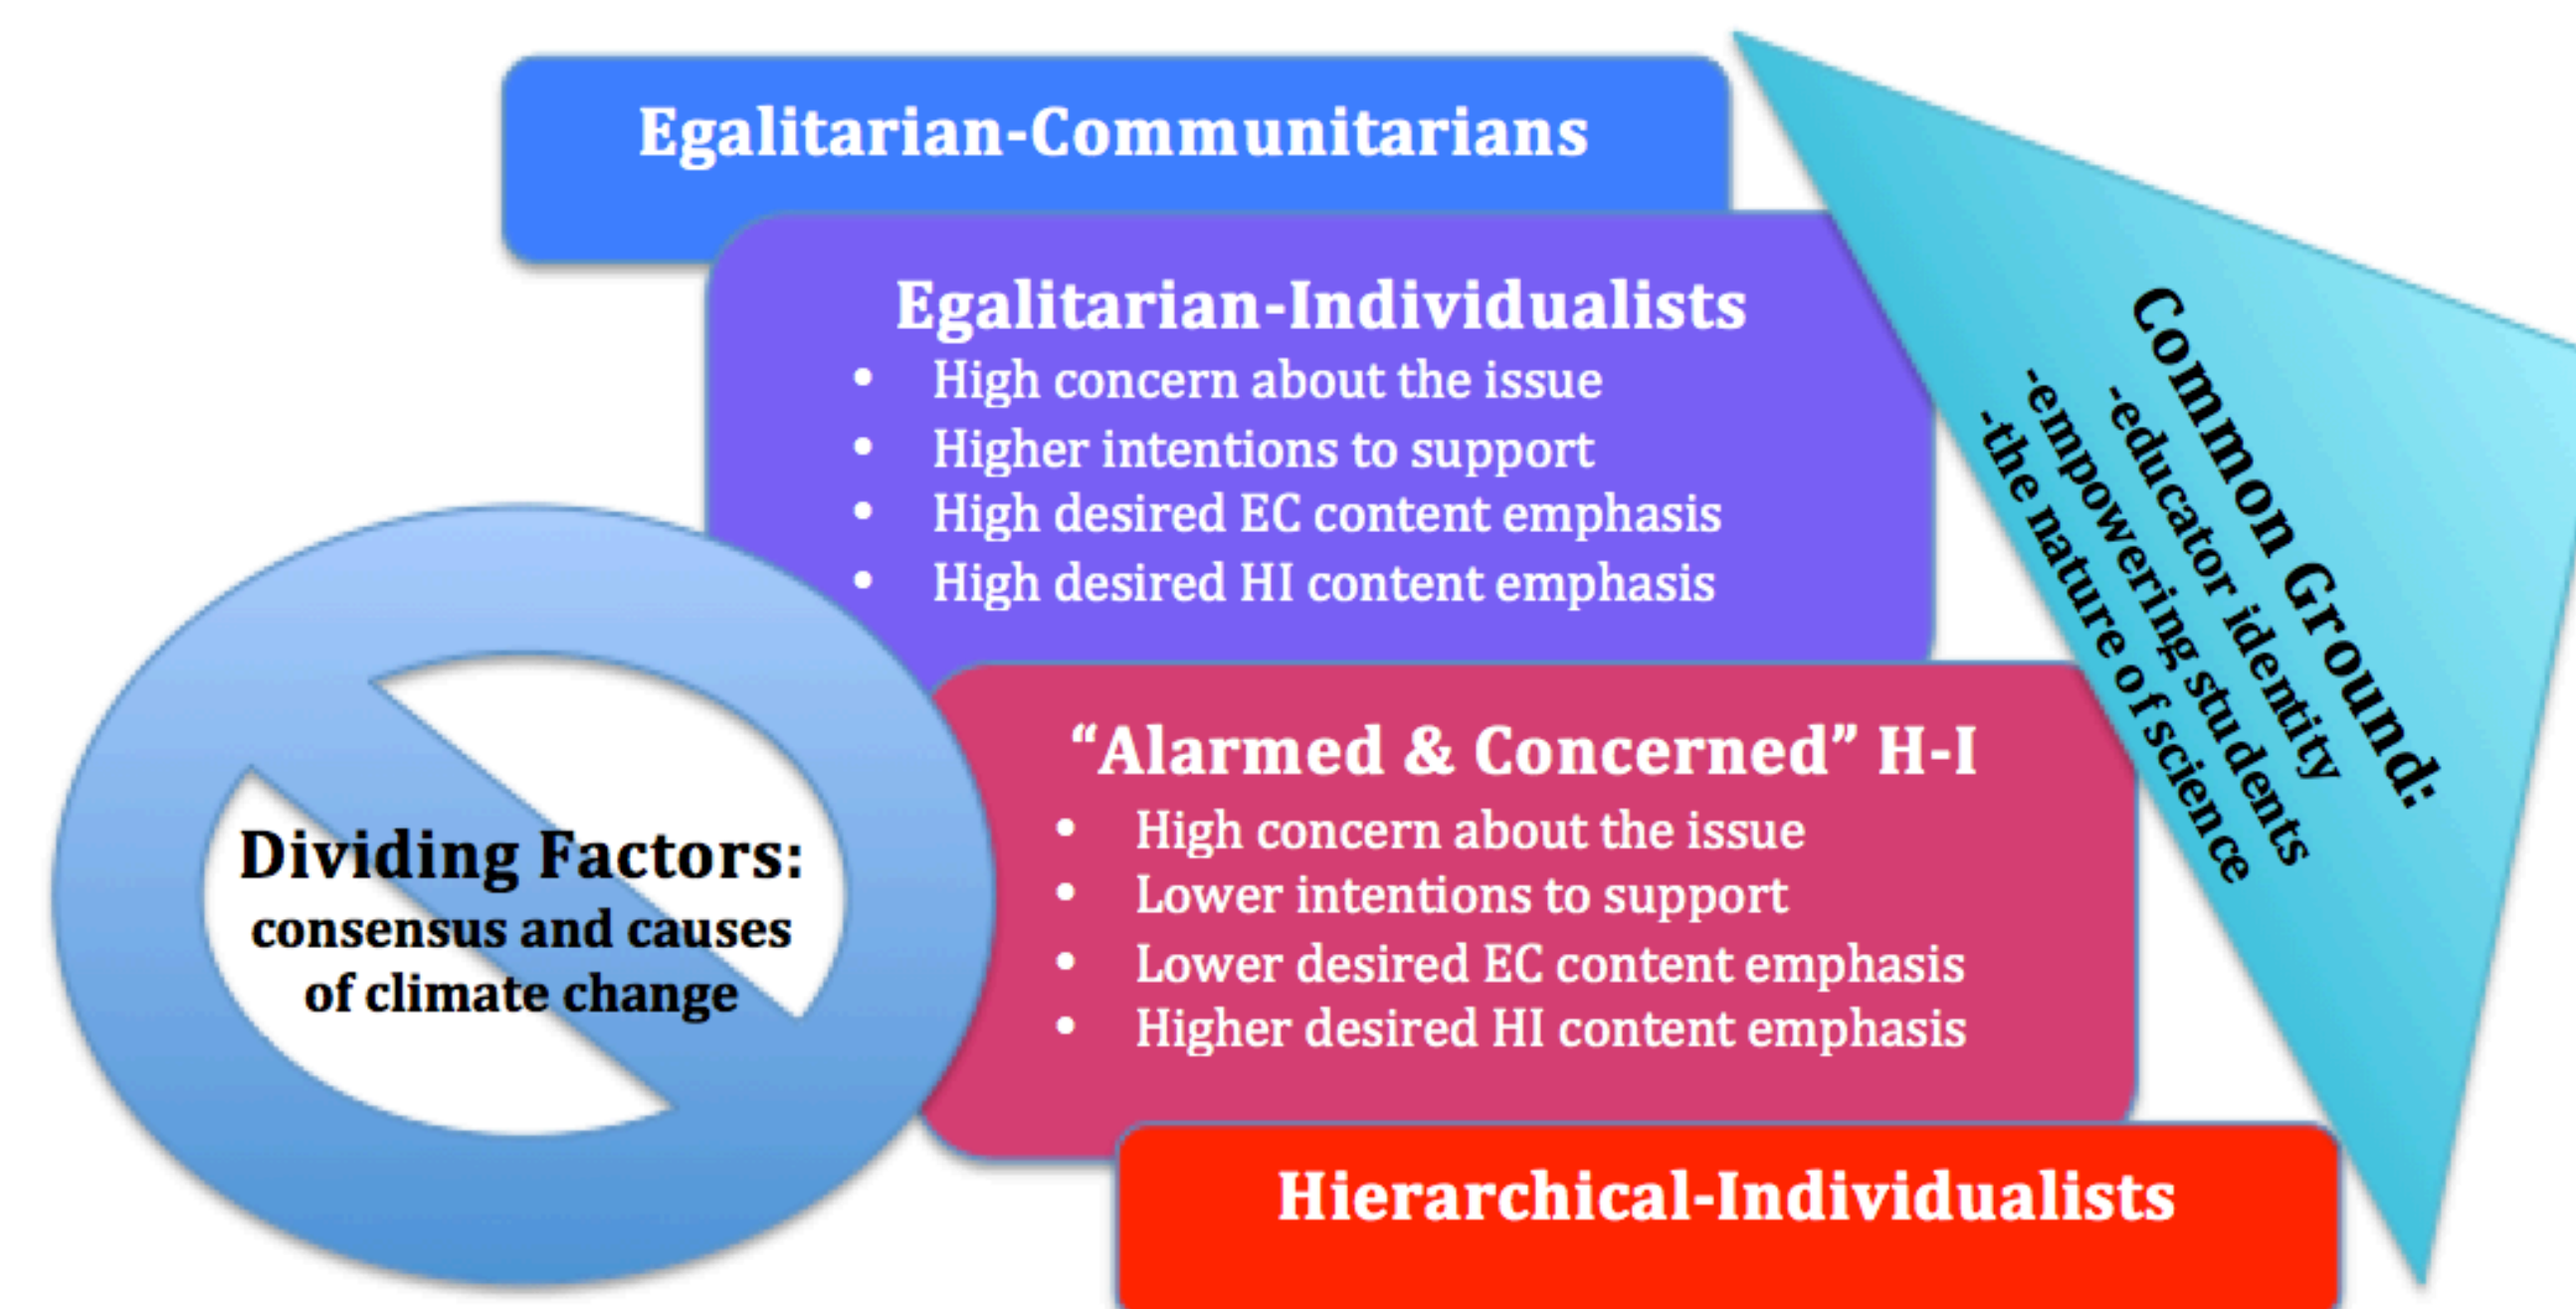 Egalitarian-Communitarians
Egalitarian-Individualists
• High concern about the issue
• Higher intentions to support
• High desired EC content emphasis
• High desired HI content emphasis
“Alarmed & Concerned” H-I
• High concern about the issue
• Lower intentions to support
• Lower desired EC content emphasis
• Higher desired HI content emphasis
Hierarchical-Individualists
Dividing Factors:
consensus and causes
of climate change
Common Ground:
-educator identity
-empowering students
-the nature of science